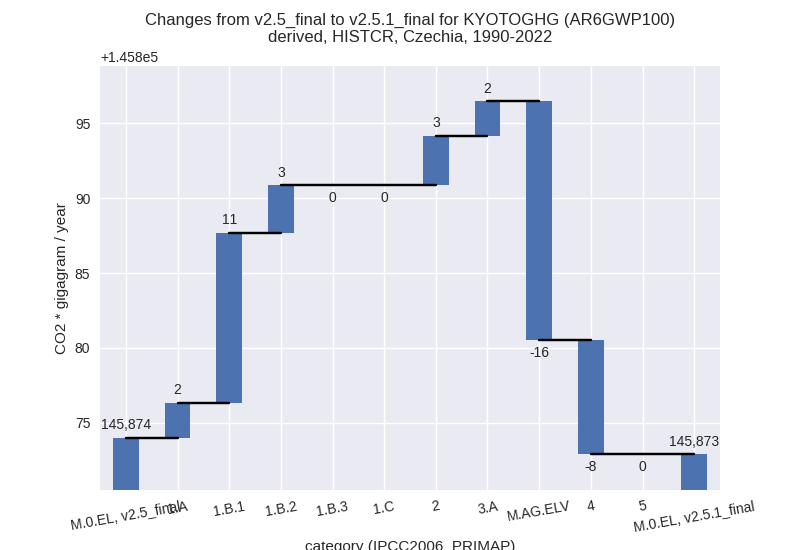 Changes from v2.5_final to v2.5.1_final for KYOTOGHG (AR6GWP100)
derived, HISTCR, Czechia, 1990-2022
+1.458e5
95
90
85
80
75
CO2 * gigagram / year
145,874
2
11
3
0
0
3
2
-16
-8
0
145,873
M.0.EL, v2.5_final
1.A
1.B.1
1.B.2
1.B.3
1.C
2
3.A
M.AG.ELV
4
5
M.0.EL, v2.5.1_final
category (IPCC2006_PRIMAP)